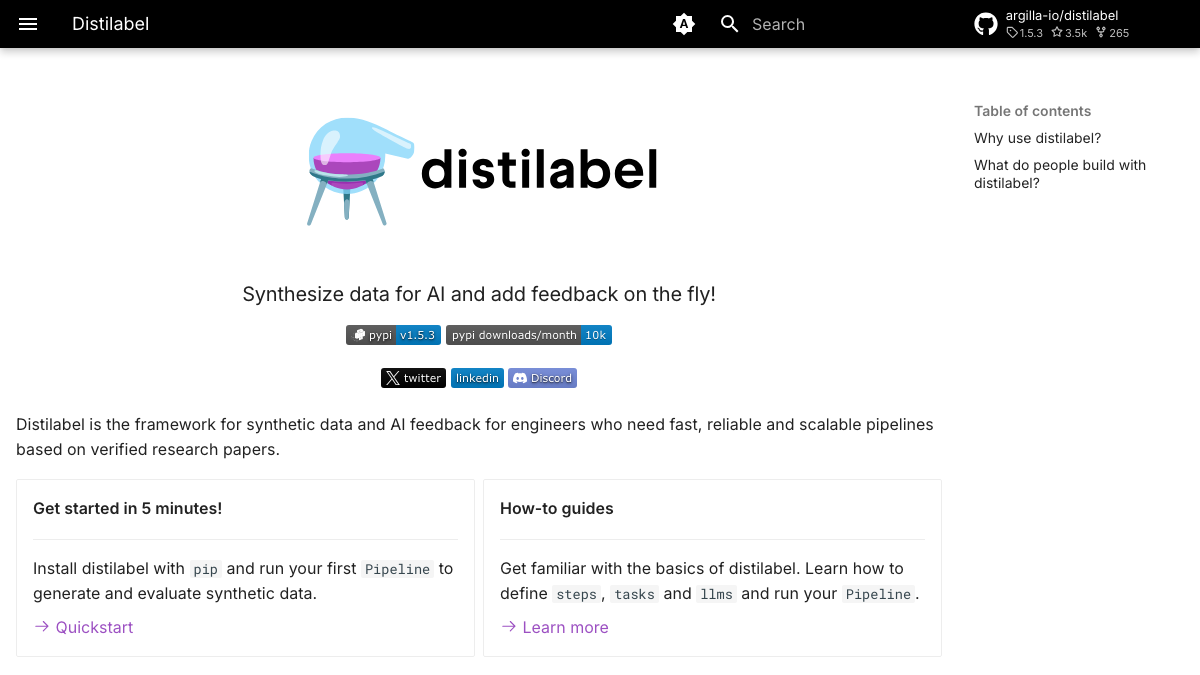 Distilabel
A
Search
argilla-io/distilabel
1.5.3 3.5k 265
Table of contents
Why use distilabel?
What do people build with
distilabel?
distilabel
Synthesize data for AI and add feedback on the fly!
pypi v1.5.3 pypi downloads/month 10k
twitter linkedin Discord
Distilabel is the framework for synthetic data and AI feedback for engineers who need fast, reliable and scalable pipelines
based on verified research papers.
Get started in 5 minutes!
Install distilabel with pip and run your first Pipeline to
generate and evaluate synthetic data.
→ Quickstart
How-to guides
Get familiar with the basics of distilabel. Learn how to
define steps, tasks and llms and run your Pipeline.
→ Learn more